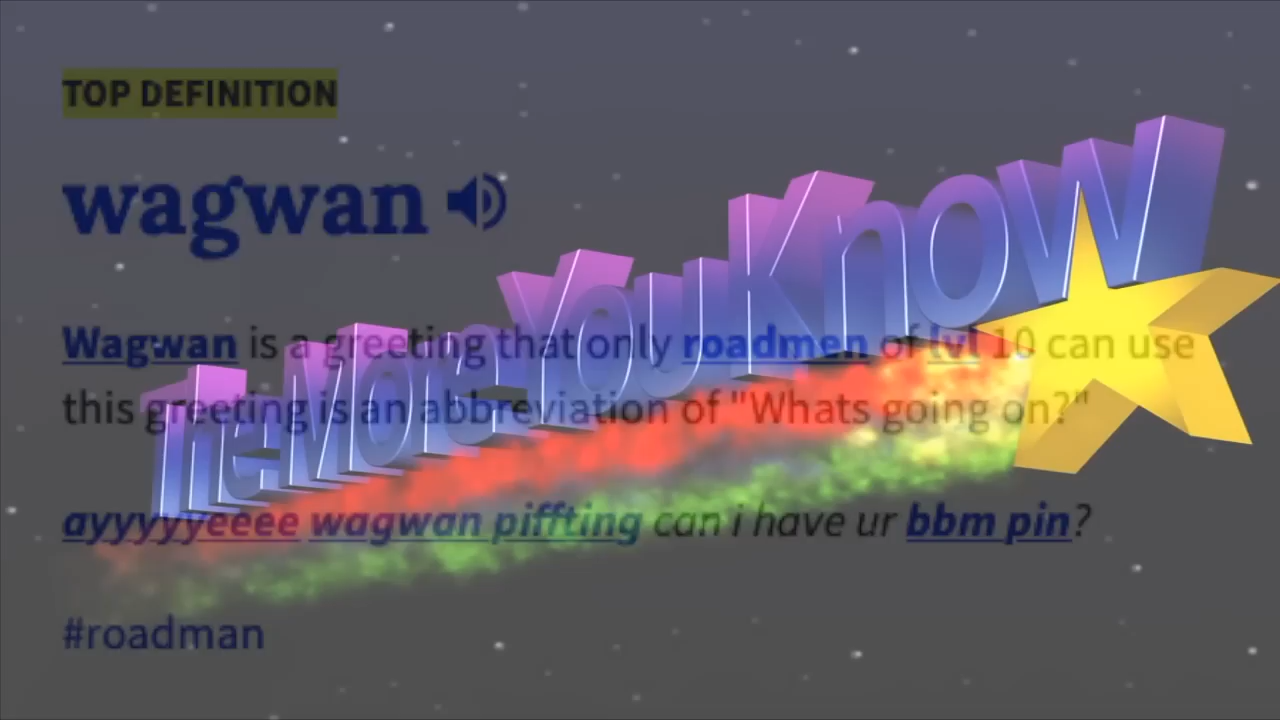 TOP DEFINITION
wagwan
The More You Know
Wagwan is a greeting that only roadmen of lvl 10 can use
this greeting is an abbreviation of "Whats going on?"
ayyyyyyeeee wagwan piffting can i have ur bbm pin?
#roadman